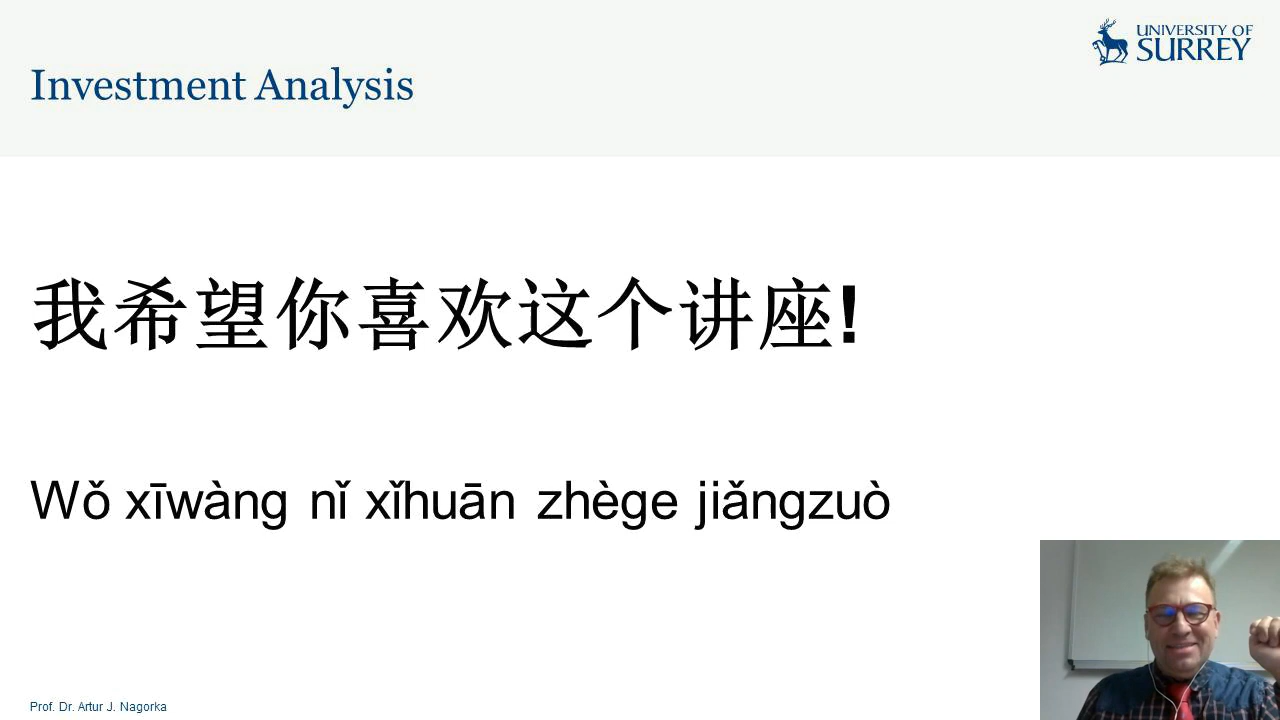 UNIVERSITY OF
SURREY
Investment Analysis
我希望你喜欢这个讲座!
Wǒ xīwàng nǐ xǐhuān zhège jiǎngzuò
Prof. Dr. Artur J. Nagorka